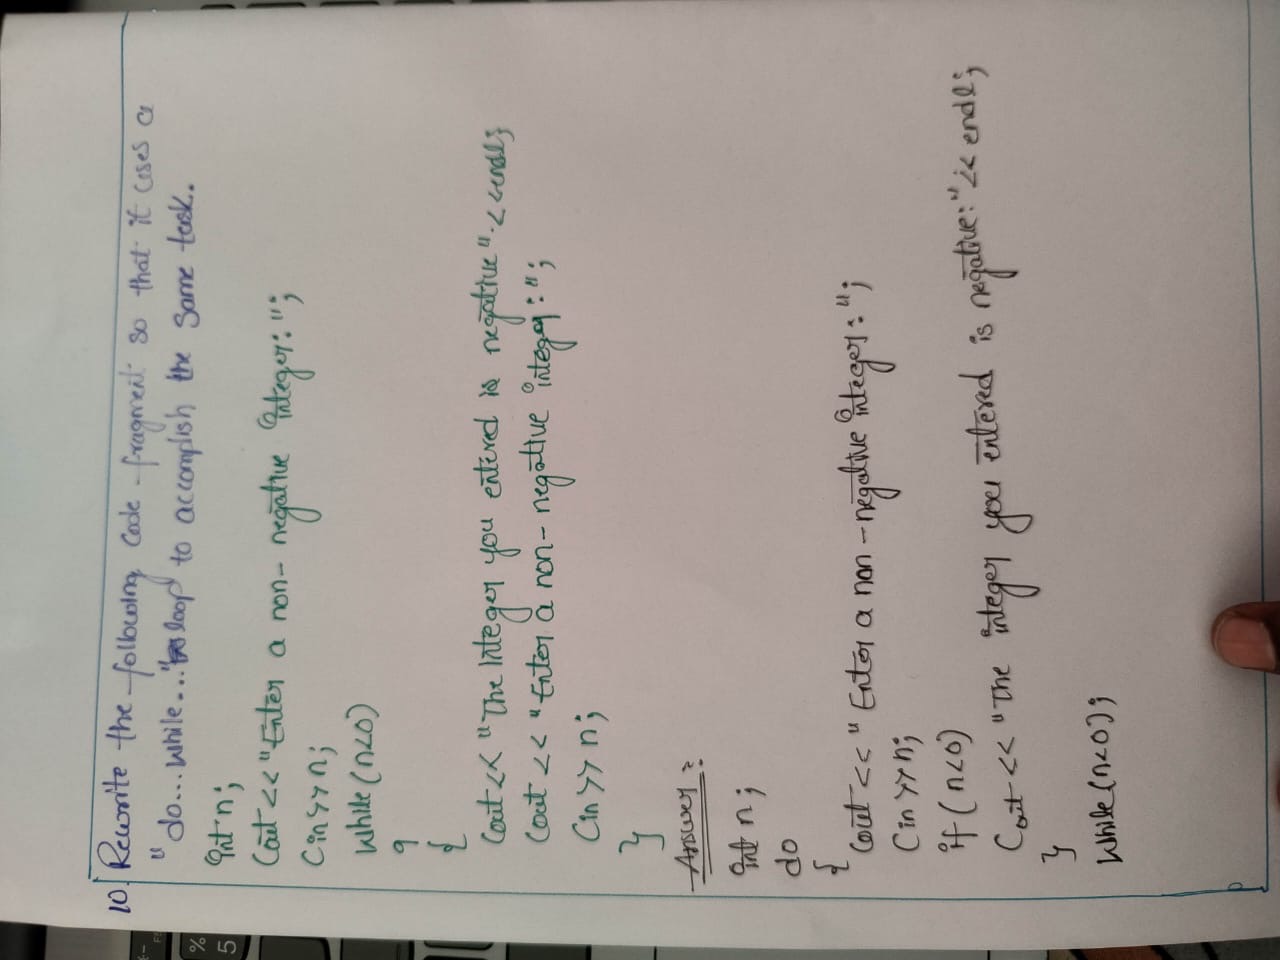 10. Rewrite the following code fragment so that it uses a
"do...while..." loop to accomplish the same task.
int n;
Cout << "Enter a non-negative integer:";
Cin >> n;
While (n<0)
{
Cout << "The Integer you entered is negative" << endl;
Cout << "Enter a non-negative integer:";
Cin >> n;
}
Answer :
int n;
do
{
Cout << "Enter a non-negative integer:";
Cin >> n;
if (n<0)
Cout << "The integer you entered is negative:" << endl;
}
While (n<0);
%
5